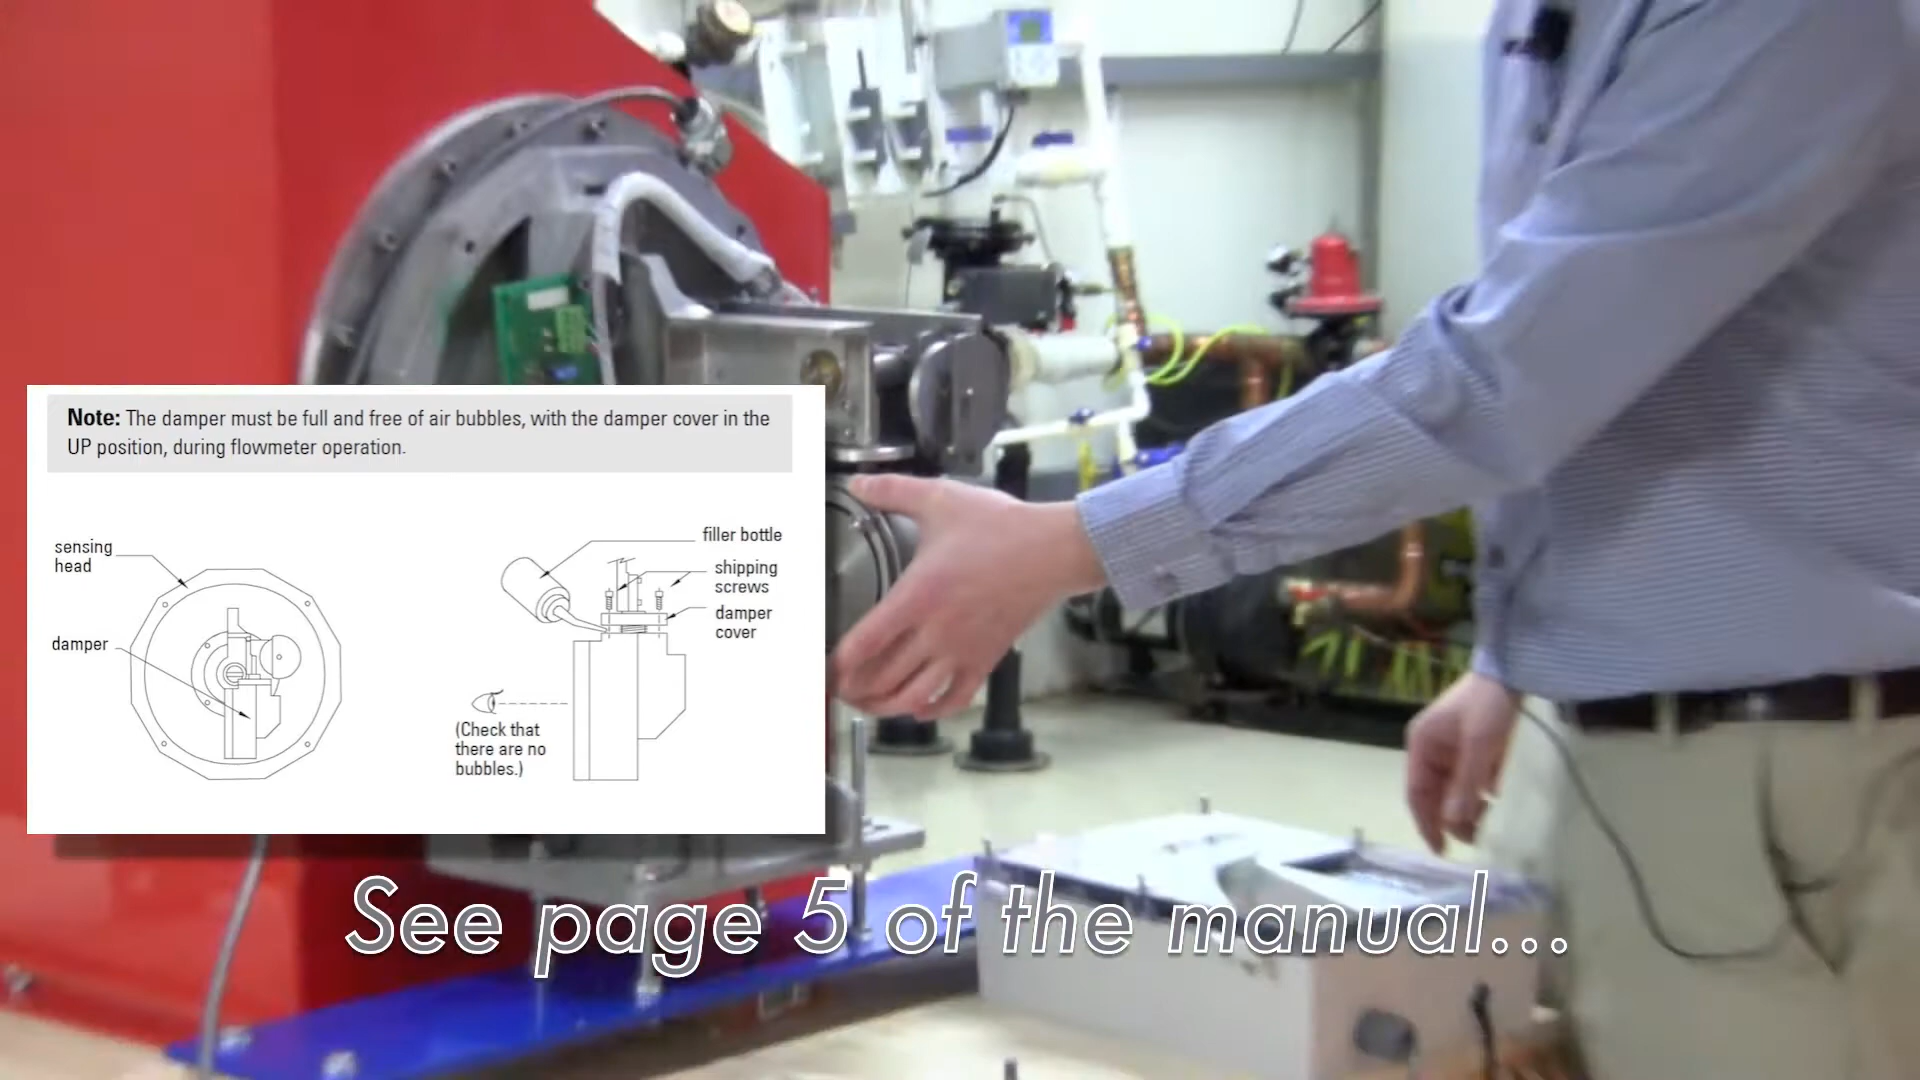 Note: The damper must be full and free of air bubbles, with the damper cover in the
UP position, during flowmeter operation.
sensing
head
damper
filler bottle
shipping
screws
damper
cover
(Check that
there are no
bubbles.)
See page 5 of the manual...